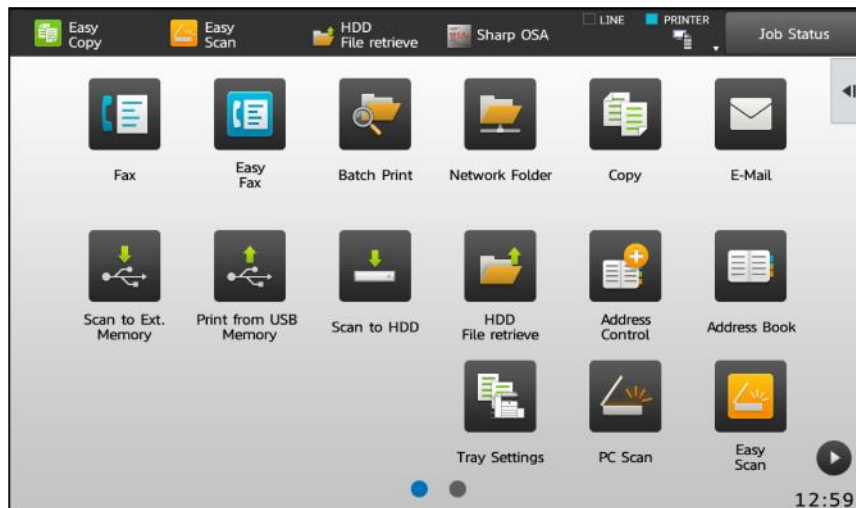 Easy
Copy
Easy
Scan
HDD
File retrieve
Sharp OSA
LINE
PRINTER
Job Status
Fax
Easy
Fax
Batch Print
Network Folder
Copy
E-Mail
Scan to Ext.
Memory
Print from USB
Memory
Scan to HDD
HDD
File retrieve
Address
Control
Address Book
Tray Settings
PC Scan
Easy
Scan
12:59